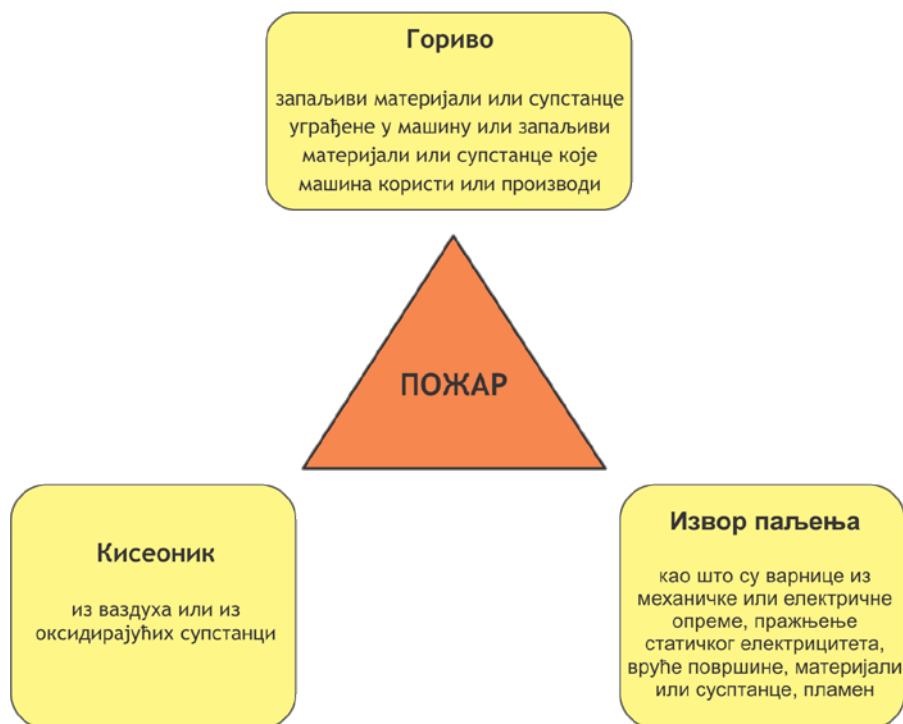 Гориво
запаљиви материјали или супстанце
уграђене у машину или запаљиви
материјали или супстанце које
машина користи или производи
ПОЖАР
Кисеоник
из ваздуха или из
оксидирајућих супстанци
Извор паљења
као што су варнице из
механичке или електричне
опреме, пражњење
статичког електрицитета,
вруће површине, материјали
или сусптанце, пламен